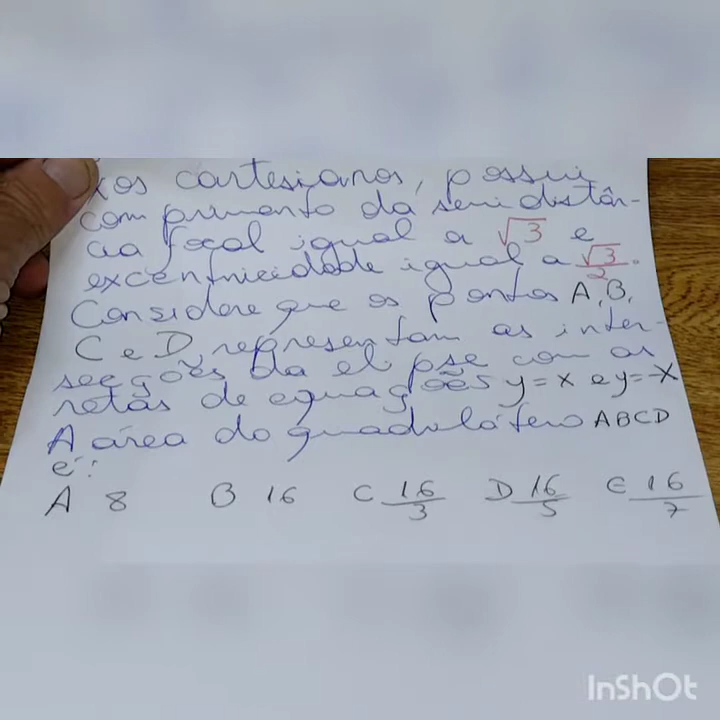 xos cartesianos, possui
comprimento da semidistân-
cia focal igual a √3 e
excentricidade igual a √3/2.
Considere que os pontos A, B,
C e D, representam as inter-
secções da elipse com as
retas de equações y=x e y=-x
A área do quadrilátero ABCD
é:
A 8 B 16 C 16/3 D 16/5 E 16/7
InShOt